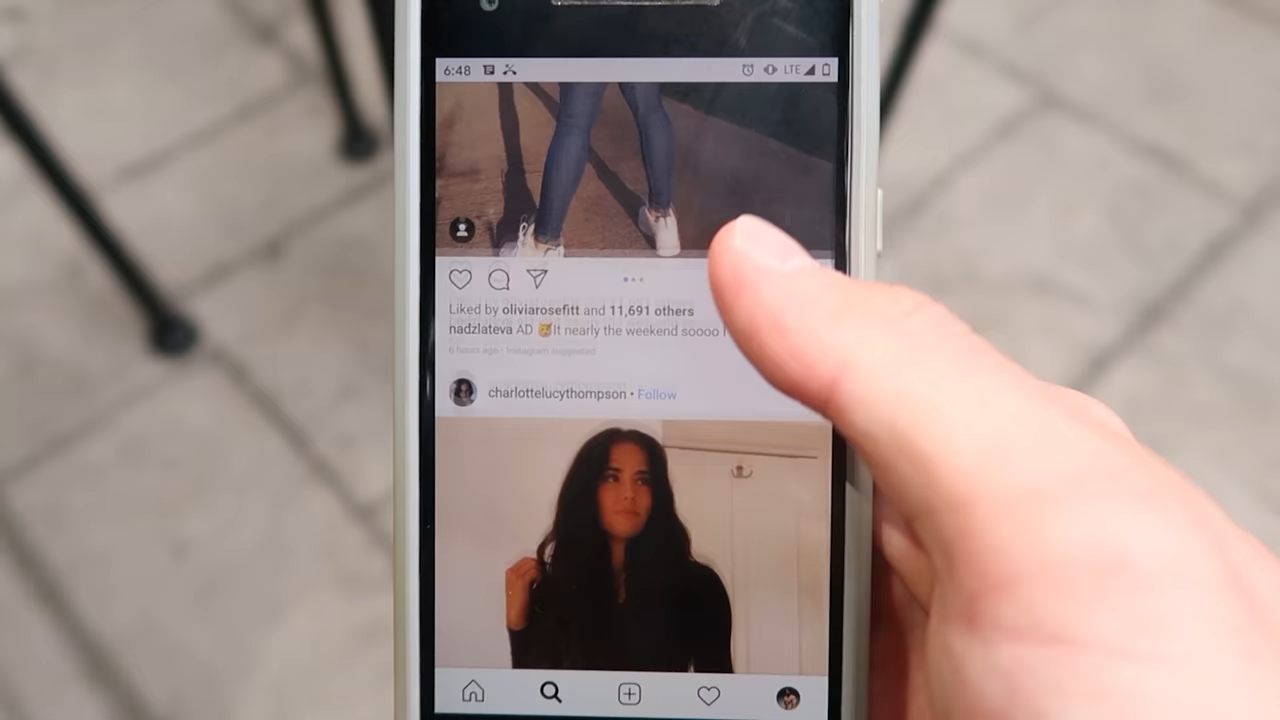 6:48 LTE
Liked by oliviarosefitt and 11,691 others
nadzlateva AD 🥳It nearly the weekend soooo I
6 hours ago • Instagram suggested
charlottelucythompson • Follow